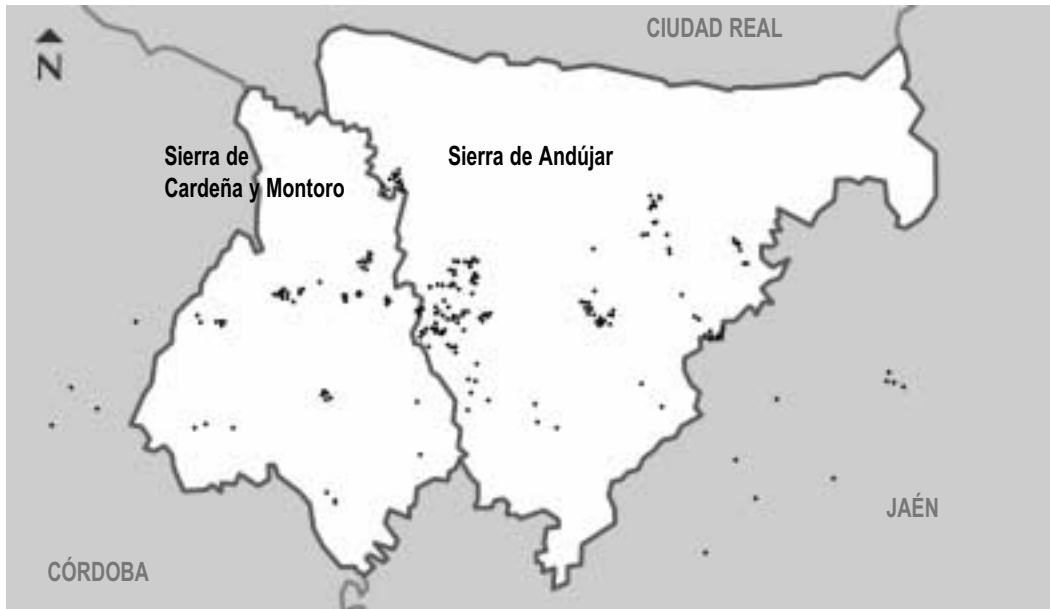 CIUDAD REAL
N
Sierra de
Cardeña y Montoro
Sierra de Andújar
JAÉN
CÓRDOBA